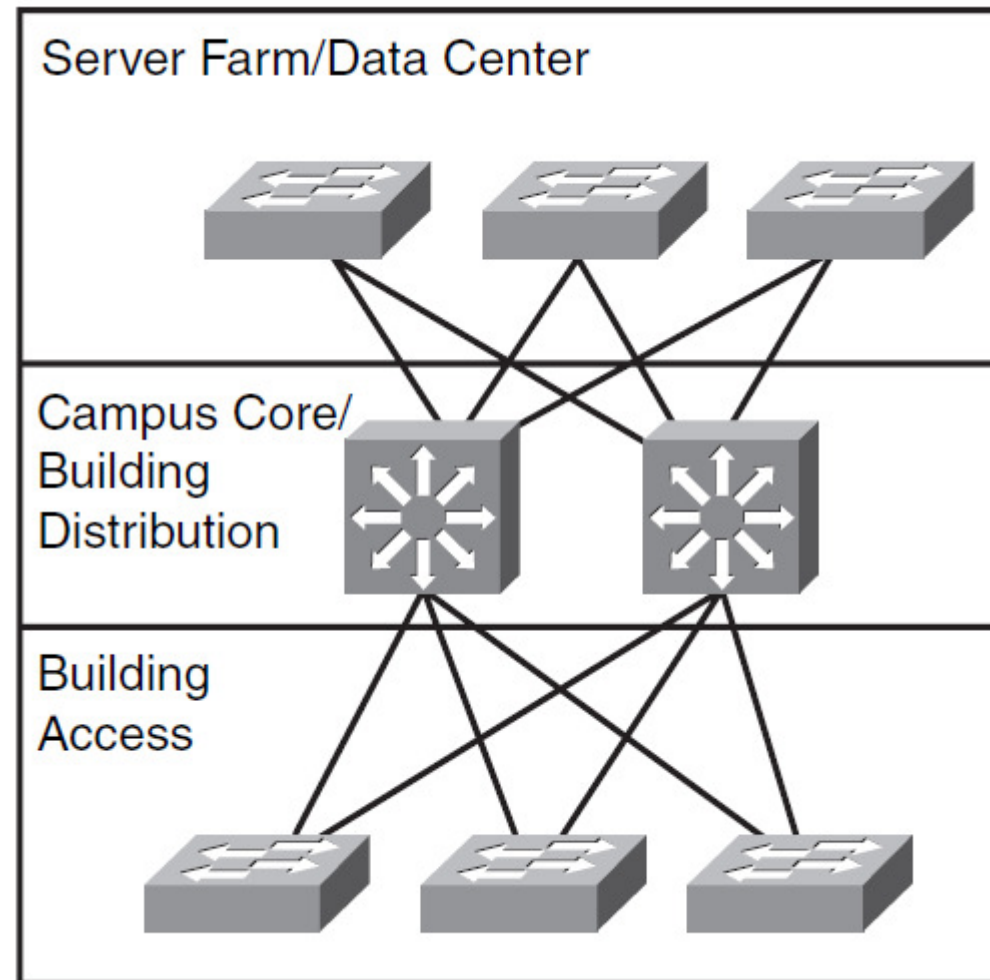 Server Farm/Data Center
Campus Core/
Building
Distribution
Building
Access